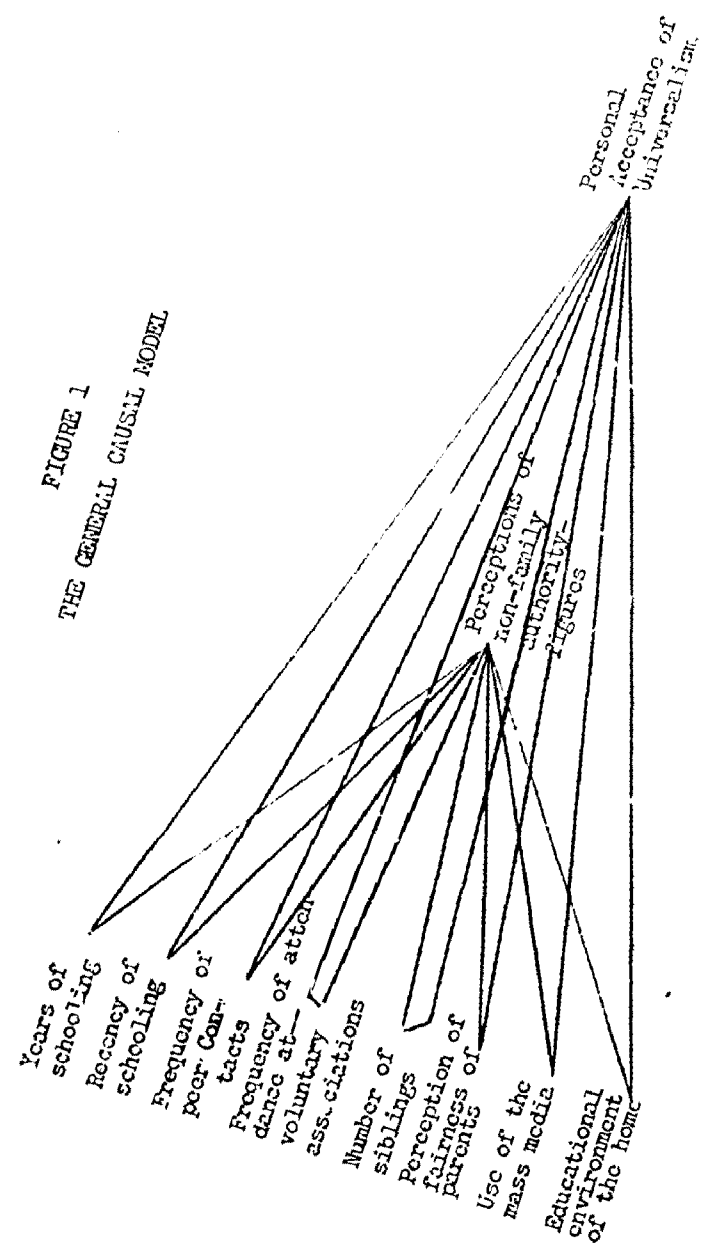 FIGURE 1
THE GENERAL CAUSAL MODEL
Years of
schooling
Recency of
schooling
Frequency of
peer Con-
tacts
Frequency of atten-
dance at
voluntary
associations
Number of
siblings
Perception of
fairness of
parents
Use of the
mass media
Educational
environment
of the home
Perceptions of
non-family
authority-
figures
Personal
Acceptance of
Universalism